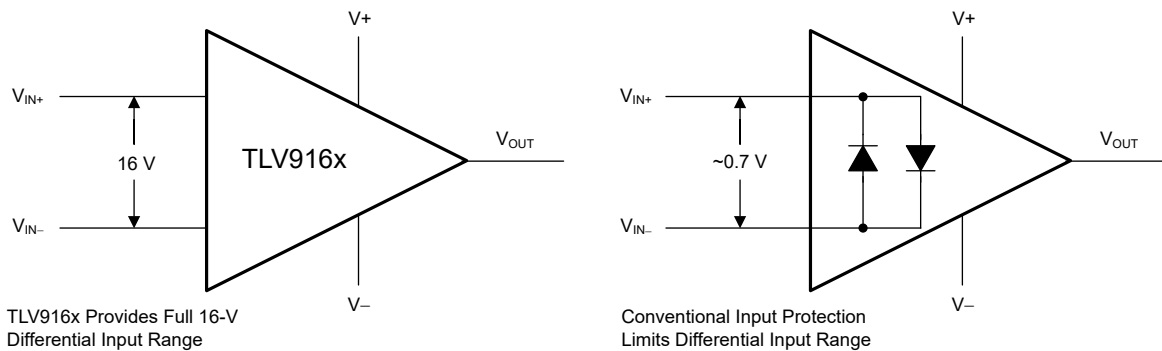 V+
VIN+
16 V
TLV916x
VOUT
VIN–
V–
TLV916x Provides Full 16-V
Differential Input Range
V+
VIN+
~0.7 V
VOUT
VIN–
V–
Conventional Input Protection
Limits Differential Input Range